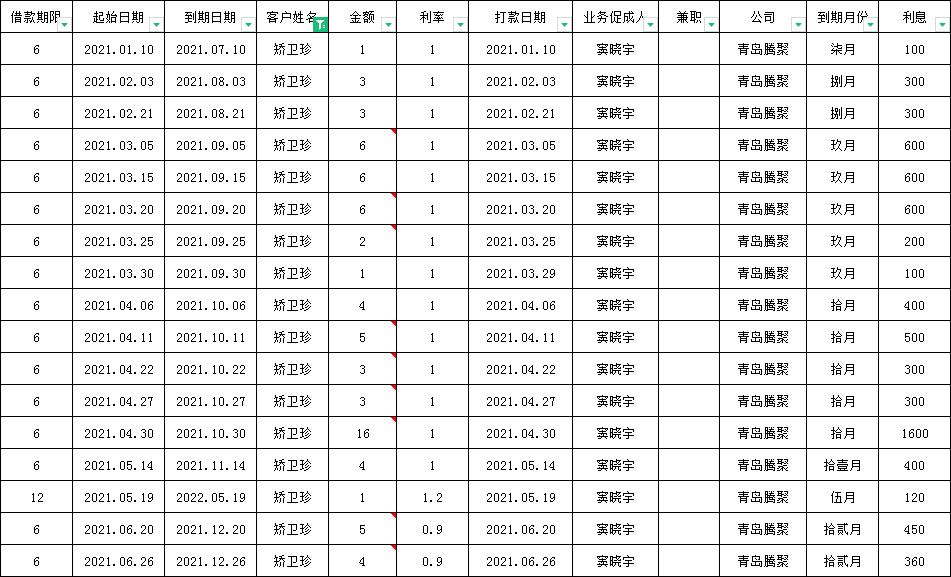 借款期限 起始日期 到期日期 客户姓名 金额 利率 打款日期 业务促成人 兼职 公司 到期月份 利息
6 2021.01.10 2021.07.10 矫卫珍 1 1 2021.01.10 窦晓宇 青岛腾聚 柒月 100
6 2021.02.03 2021.08.03 矫卫珍 3 1 2021.02.03 窦晓宇 青岛腾聚 捌月 300
6 2021.02.21 2021.08.21 矫卫珍 3 1 2021.02.21 窦晓宇 青岛腾聚 捌月 300
6 2021.03.05 2021.09.05 矫卫珍 6 1 2021.03.05 窦晓宇 青岛腾聚 玖月 600
6 2021.03.15 2021.09.15 矫卫珍 6 1 2021.03.15 窦晓宇 青岛腾聚 玖月 600
6 2021.03.20 2021.09.20 矫卫珍 6 1 2021.03.20 窦晓宇 青岛腾聚 玖月 600
6 2021.03.25 2021.09.25 矫卫珍 2 1 2021.03.25 窦晓宇 青岛腾聚 玖月 200
6 2021.03.30 2021.09.30 矫卫珍 1 1 2021.03.29 窦晓宇 青岛腾聚 玖月 100
6 2021.04.06 2021.10.06 矫卫珍 4 1 2021.04.06 窦晓宇 青岛腾聚 拾月 400
6 2021.04.11 2021.10.11 矫卫珍 5 1 2021.04.11 窦晓宇 青岛腾聚 拾月 500
6 2021.04.22 2021.10.22 矫卫珍 3 1 2021.04.22 窦晓宇 青岛腾聚 拾月 300
6 2021.04.27 2021.10.27 矫卫珍 3 1 2021.04.27 窦晓宇 青岛腾聚 拾月 300
6 2021.04.30 2021.10.30 矫卫珍 16 1 2021.04.30 窦晓宇 青岛腾聚 拾月 1600
6 2021.05.14 2021.11.14 矫卫珍 4 1 2021.05.14 窦晓宇 青岛腾聚 拾壹月 400
12 2021.05.19 2022.05.19 矫卫珍 1 1.2 2021.05.19 窦晓宇 青岛腾聚 伍月 120
6 2021.06.20 2021.12.20 矫卫珍 5 0.9 2021.06.20 窦晓宇 青岛腾聚 拾贰月 450
6 2021.06.26 2021.12.26 矫卫珍 4 0.9 2021.06.26 窦晓宇 青岛腾聚 拾贰月 360